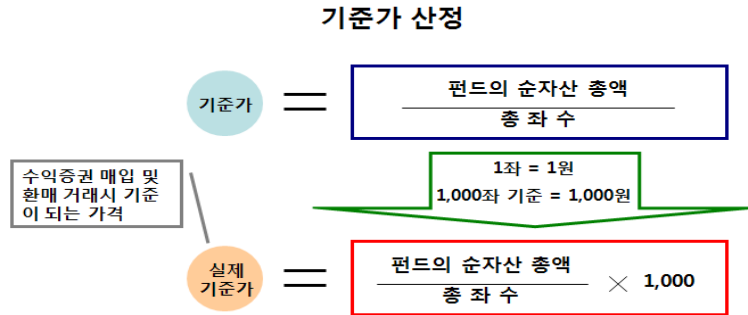 기준가 산정
기준가
=
펀드의 순자산 총액
총 좌 수
1좌 = 1원
1,000좌 기준 = 1,000원
수익증권 매입 및
환매 거래시 기준
이 되는 가격
실제
기준가
=
펀드의 순자산 총액
총 좌 수
× 1,000